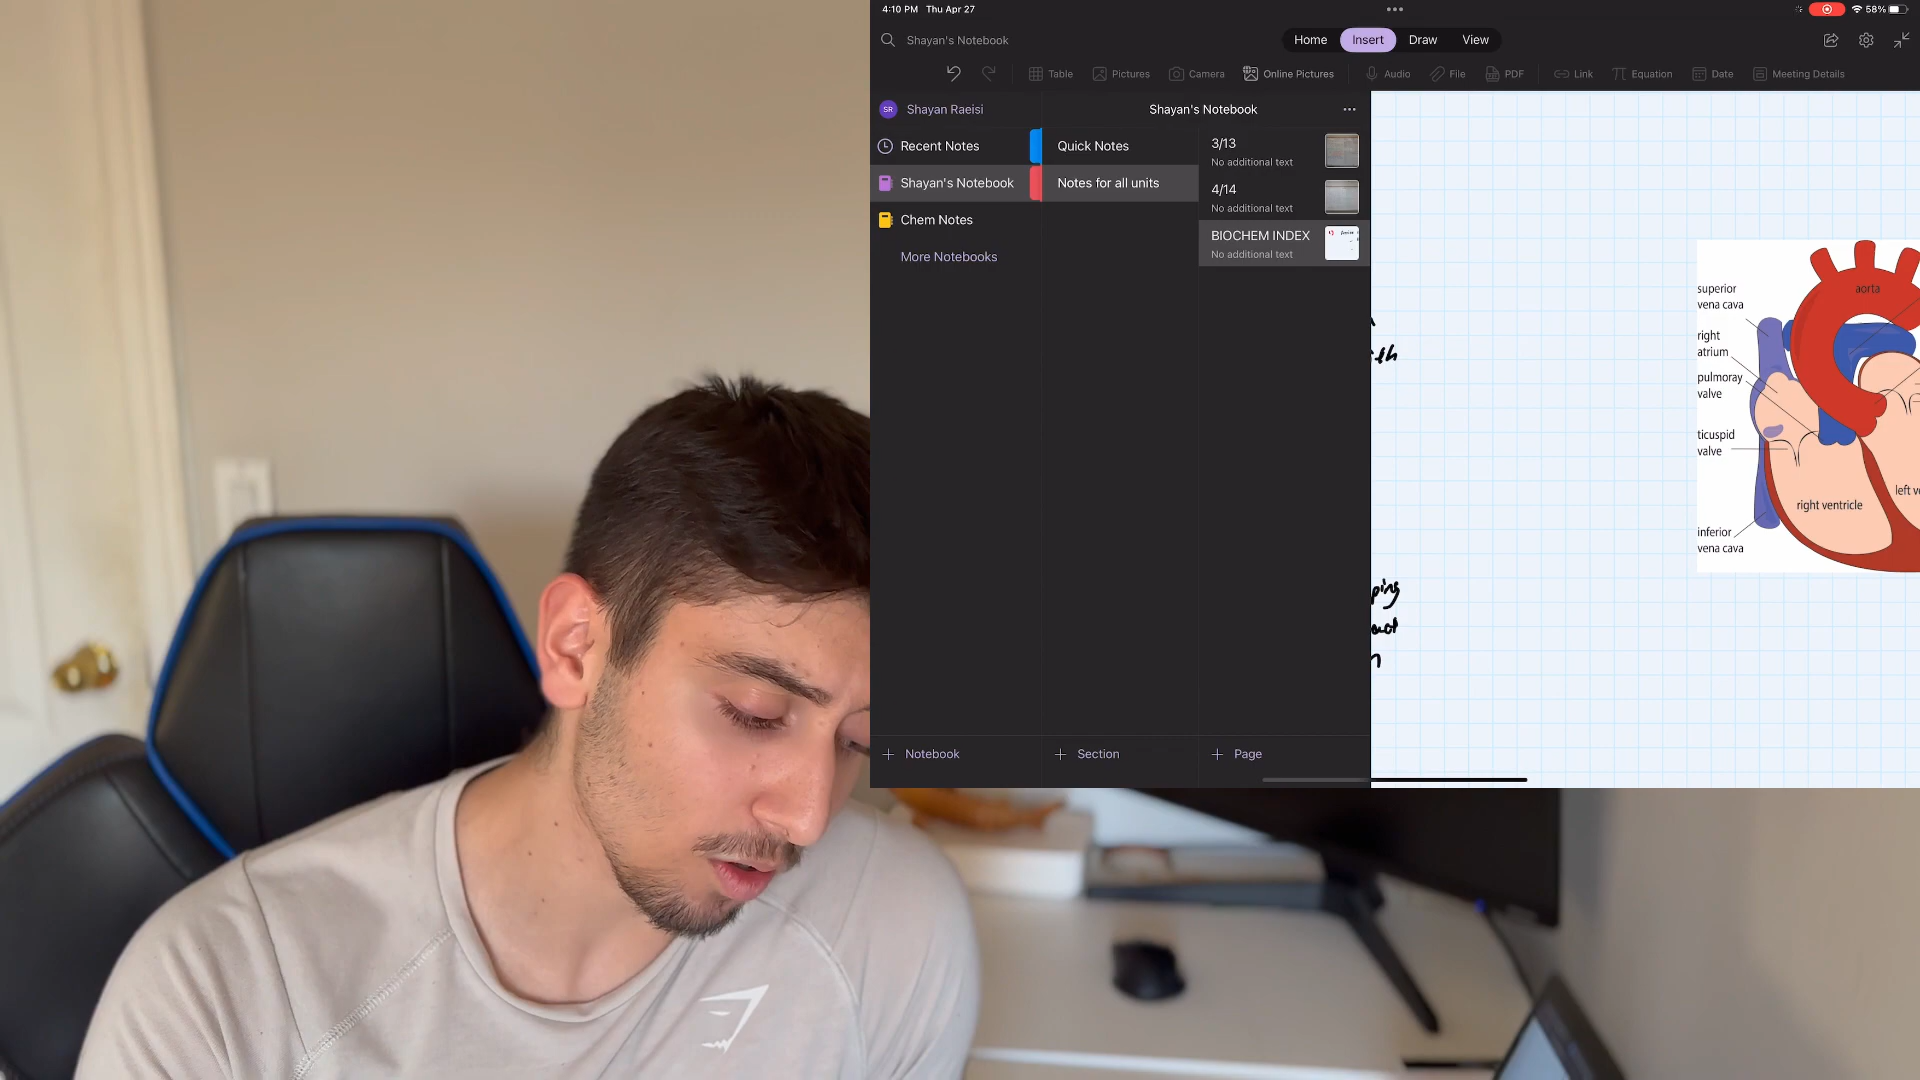 4:10 PM Thu Apr 27
58%
Shayan's Notebook
Home Insert Draw View
Table Pictures Camera Online Pictures Audio File PDF Link Equation Date Meeting Details
SR Shayan Raeisi
Shayan's Notebook
Recent Notes
Shayan's Notebook
Chem Notes
More Notebooks
Quick Notes
Notes for all units
3/13
No additional text
4/14
No additional text
BIOCHEM INDEX
No additional text
th
ping
superior
vena cava
aorta
right
atrium
pulmoray
valve
ticuspid
valve
right ventricle
left v
inferior
vena cava
Notebook
Section
Page